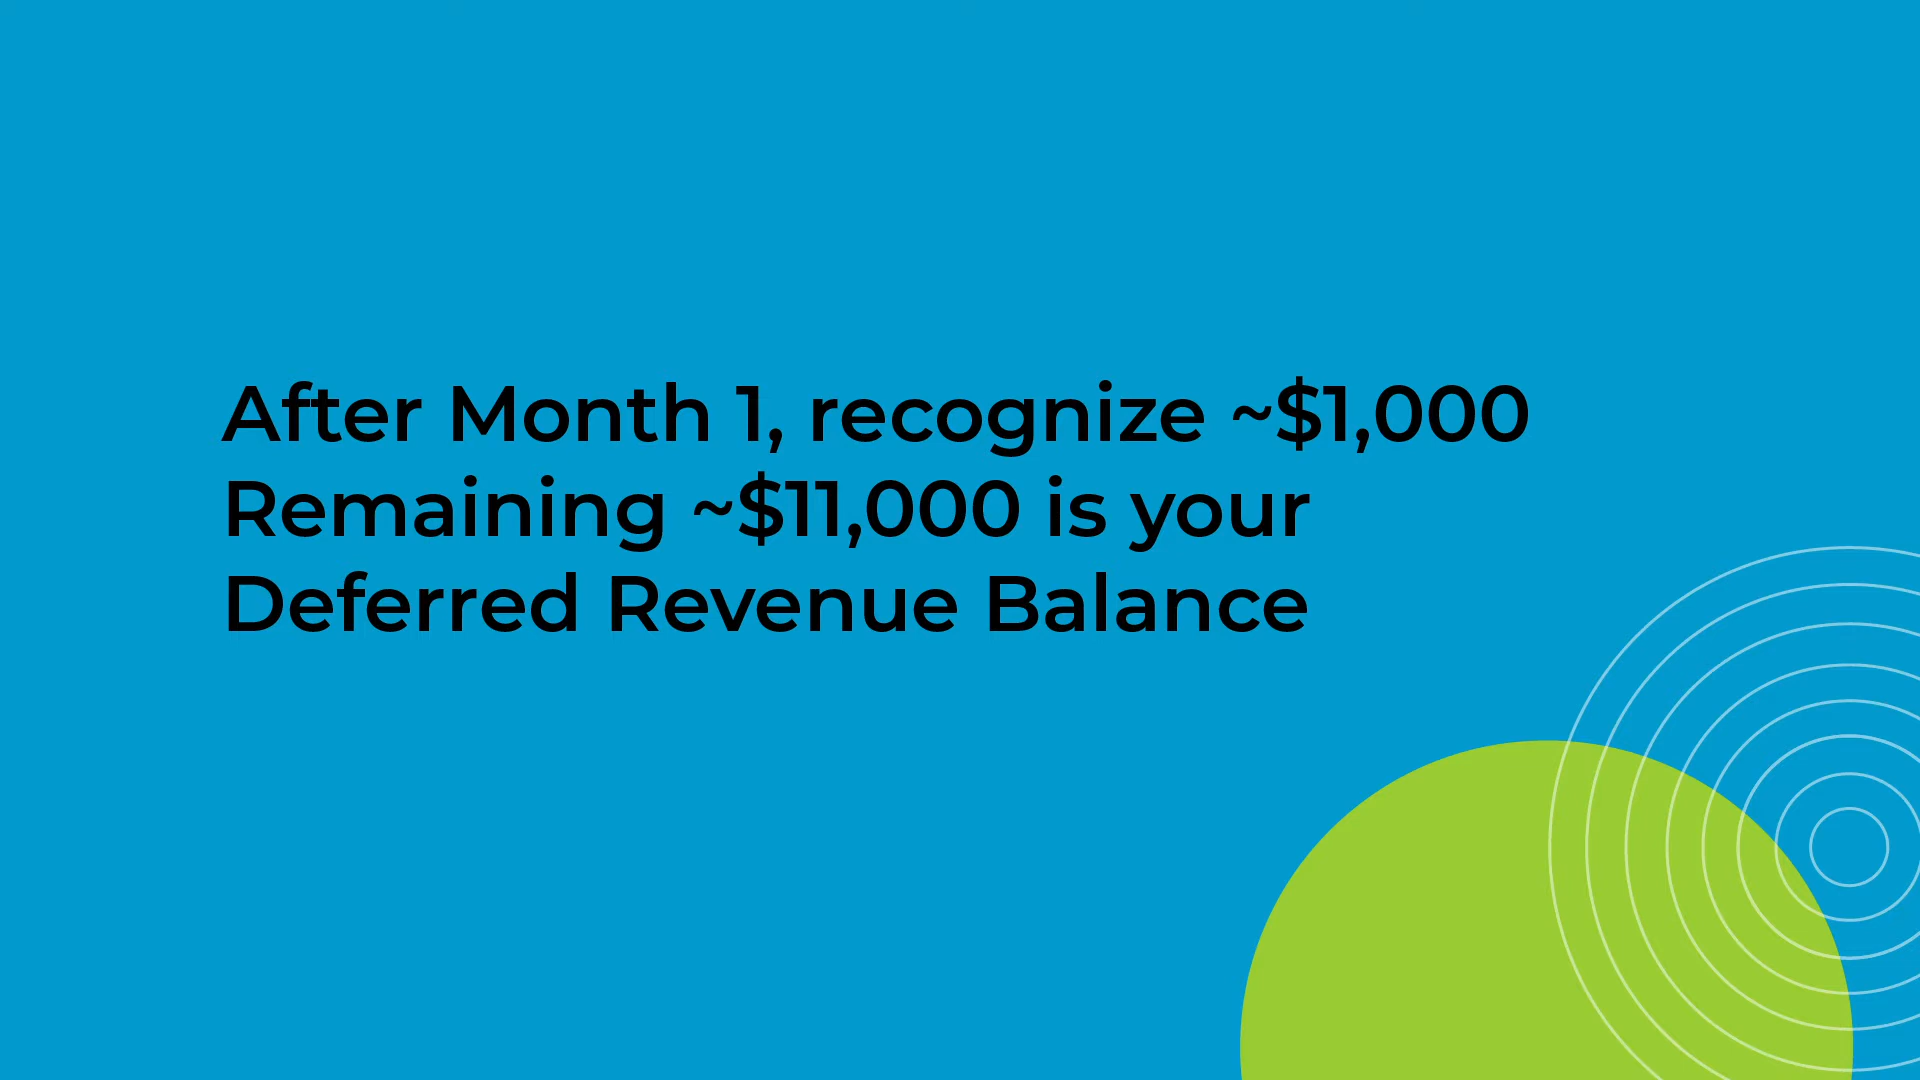 After Month 1, recognize ~$1,000
Remaining ~$11,000 is your
Deferred Revenue Balance